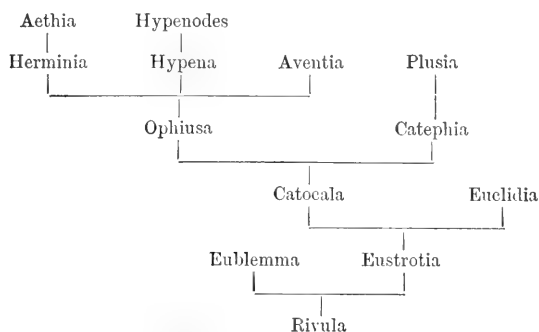 Aethia Hypenodes
Herminia Hypena Aventia Plusia
Ophiusa Catephia
Catocala Euclidia
Eublemma Eustrotia
Rivula